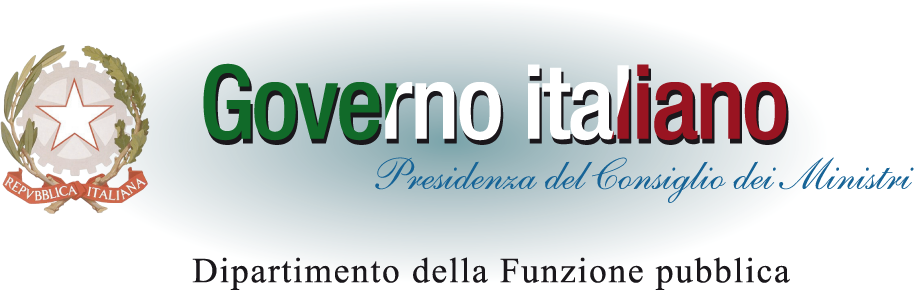 Governo italiano
Presidenza del Consiglio dei Ministri
REPVBBLICA ITALIANA
Dipartimento della Funzione pubblica